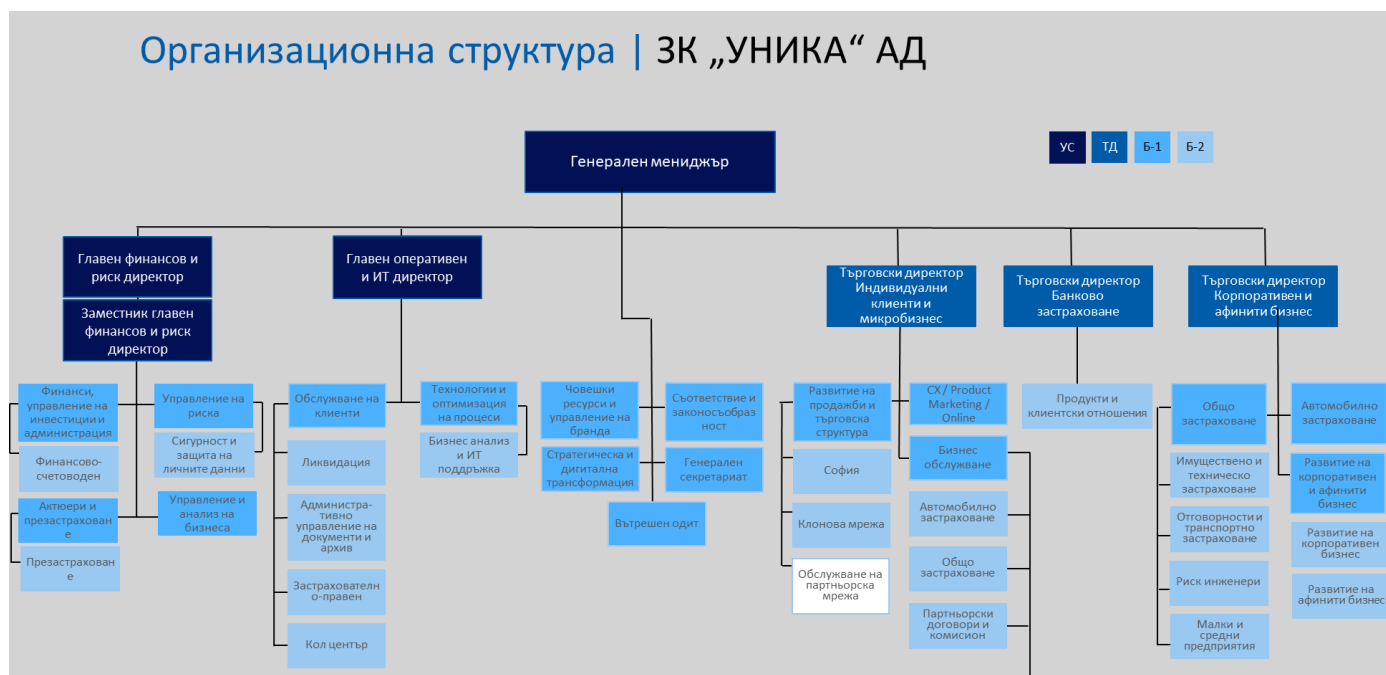 Организационна структура | ЗК „УНИКА“ АД
Генерален мениджър
УС
ТД
Б-1
Б-2
Главен финансов и
риск директор
Заместник главен
финансов и риск
директор
Главен оперативен
и ИТ директор
Търговски директор
Индивидуални
клиенти и
микробизнес
Търговски директор
Банково
застраховане
Търговски директор
Корпоративен и
афинити бизнес
Финанси,
управление на
инвестиции и
администрация
Финансово-
счетоводен
Актюери и
презастрахован
е
Презастрахован
е
Управление на
риска
Сигурност и
защита на
личните данни
Управление и
анализ на
бизнеса
Обслужване на
клиенти
Ликвидация
Администра-
тивно
управление на
документи и
архив
Застрахователн
о-правен
Кол център
Технологии и
оптимизация
на процеси
Бизнес анализ
и ИТ
поддръжка
Човешки
ресурси и
управление на
бранда
Стратегическа и
дигитална
трансформация
Съответствие и
законосъобраз
ност
Генерален
секретариат
Вътрешен одит
Развитие на
продажби и
търговска
структура
София
Клонова мрежа
Обслужване на
партньорска
мрежа
CX / Product
Marketing /
Online
Бизнес
обслужване
Автомобилно
застраховане
Общо
застраховане
Партньорски
договори и
комисион
Продукти и
клиентски отношения
Общо
застраховане
Имуществено и
техническо
застраховане
Отговорности и
транспортно
застраховане
Риск инженери
Малки и
средни
предприятия
Автомобилно
застраховане
Развитие на
корпоративен
и афинити
бизнес
Развитие на
корпоративен
бизнес
Развитие на
афинити бизнес